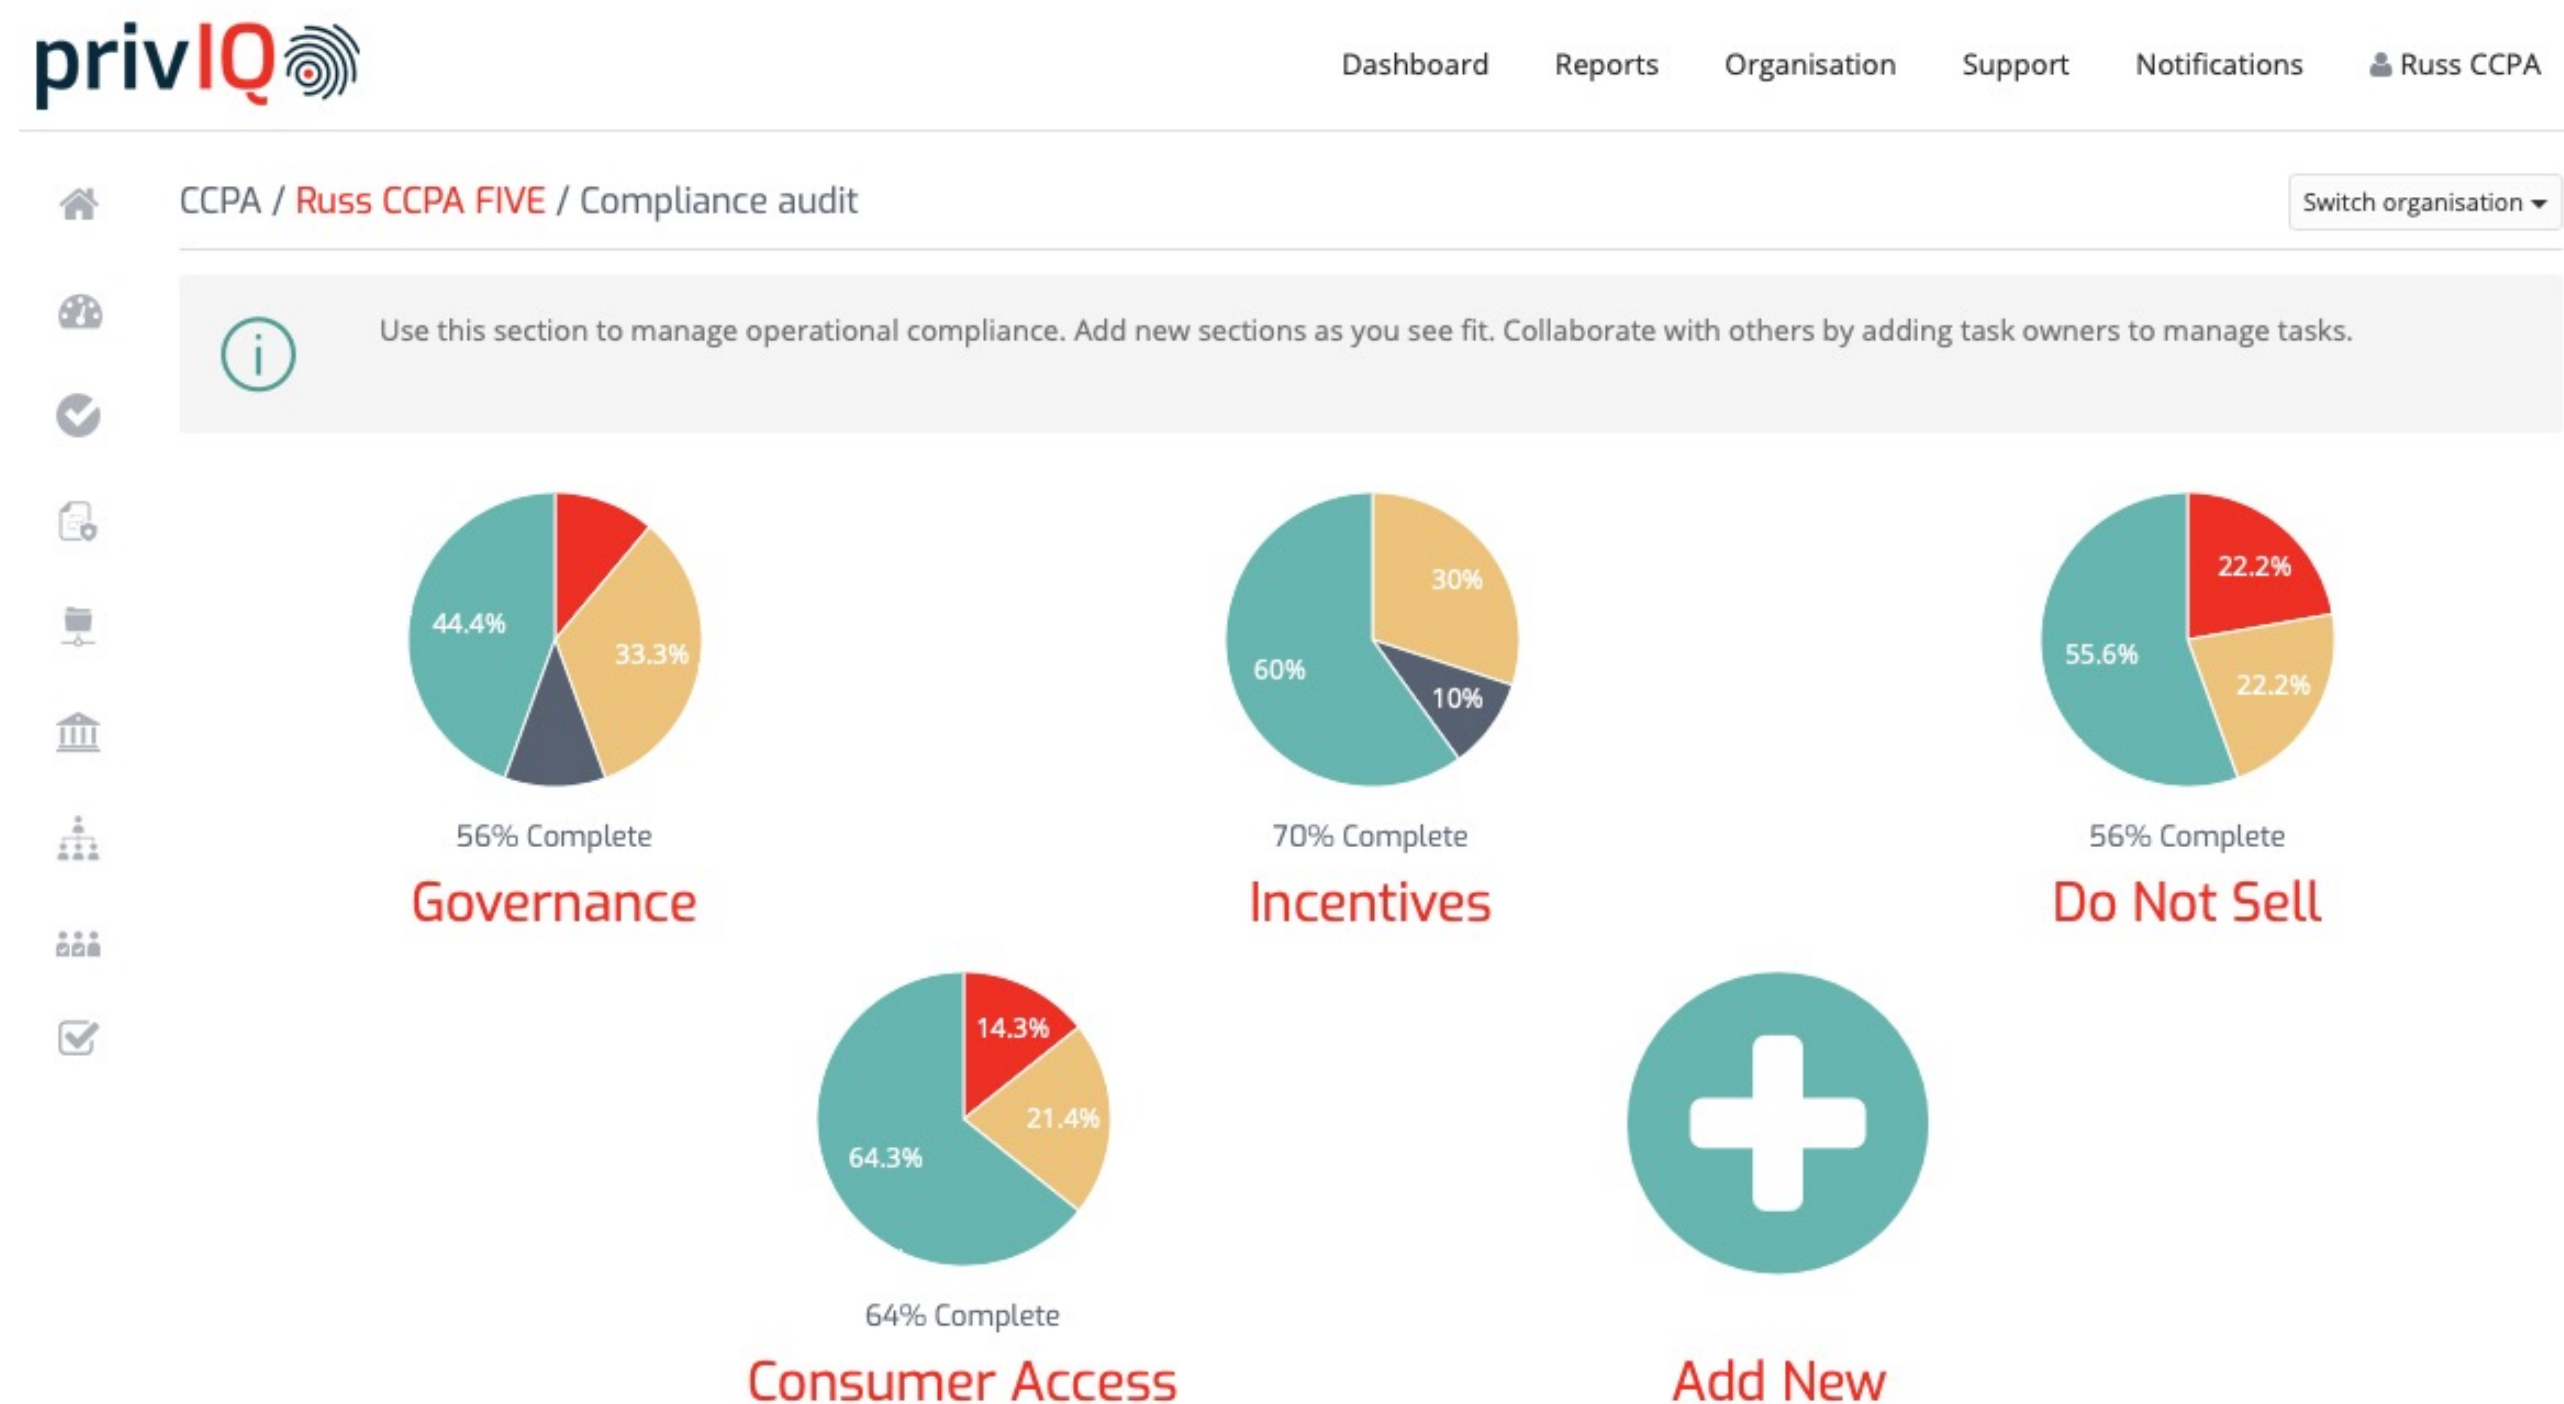 privIQ
Dashboard Reports Organisation Support Notifications Russ CCPA
CCPA / Russ CCPA FIVE / Compliance audit
Switch organisation
Use this section to manage operational compliance. Add new sections as you see fit. Collaborate with others by adding task owners to manage tasks.
44.4%
33.3%
56% Complete
Governance
30%
10%
60%
70% Complete
Incentives
22.2%
22.2%
55.6%
56% Complete
Do Not Sell
14.3%
21.4%
64.3%
64% Complete
Consumer Access
Add New